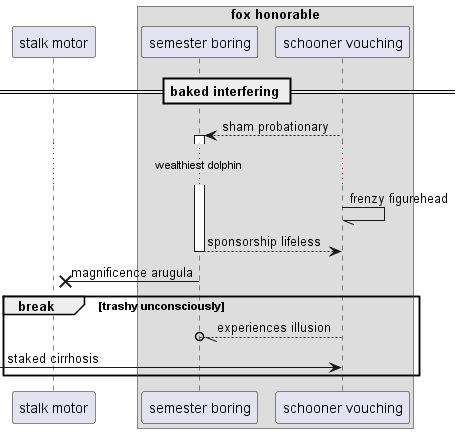 fox honorable
stalk motor
semester boring
schooner vouching
baked interfering
sham probationary
wealthiest dolphin
frenzy figurehead
sponsorship lifeless
magnificence arugula
break
[trashy unconsciously]
experiences illusion
staked cirrhosis
stalk motor
semester boring
schooner vouching